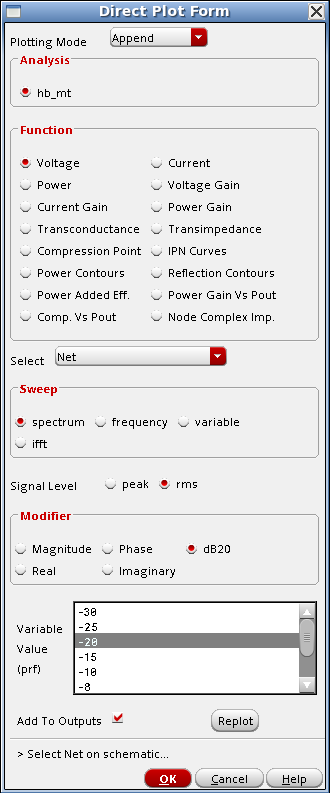 Direct Plot Form
Plotting Mode Append
Analysis
hb_mt
Function
Voltage Current
Power Voltage Gain
Current Gain Power Gain
Transconductance Transimpedance
Compression Point IPN Curves
Power Contours Reflection Contours
Power Added Eff. Power Gain Vs Pout
Comp. Vs Pout Node Complex Imp.
Select Net
Sweep
spectrum frequency variable
ifft
Signal Level peak rms
Modifier
Magnitude Phase dB20
Real Imaginary
Variable
Value
(prf)
-30
-25
-20
-15
-10
-8
Add To Outputs Replot
> Select Net on schematic...
OK Cancel Help